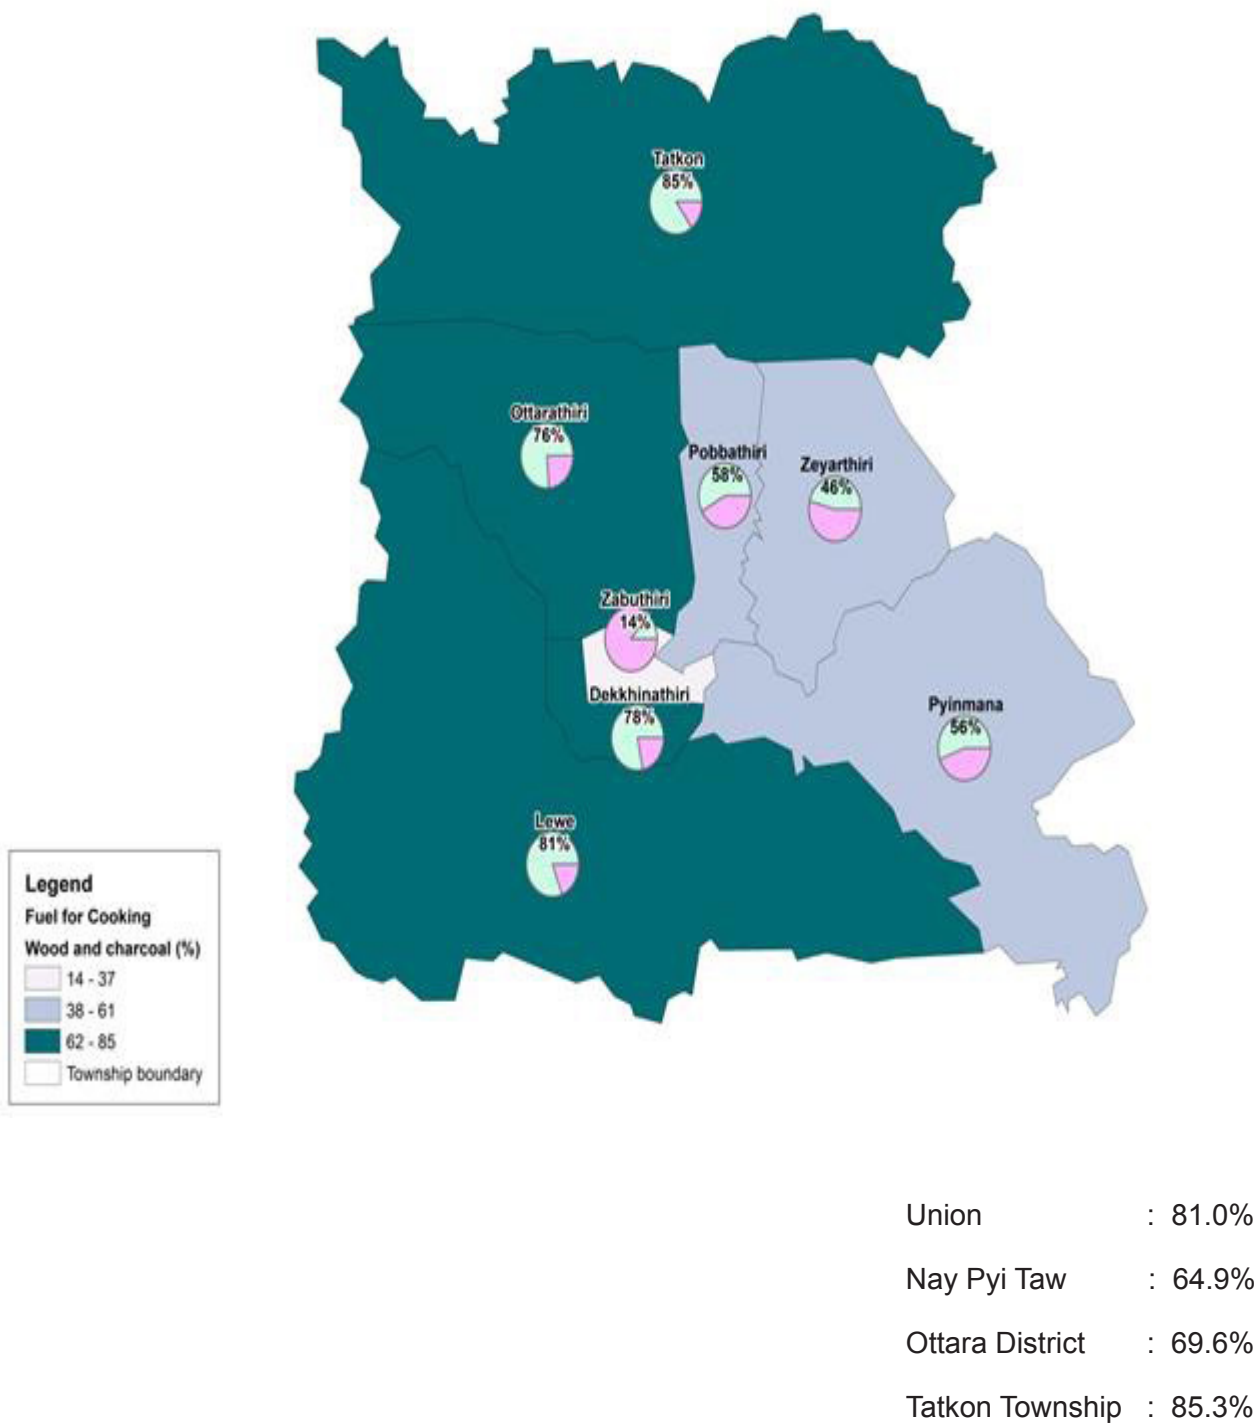 Tatkon
85%
Ottarathiri
76%
Pobbathiri
58%
Zeyarthiri
46%
Zabuthiri
14%
Dekkhinathiri
78%
Pyinmana
56%
Lewe
81%
Legend
Fuel for Cooking
Wood and charcoal (%)
14 - 37
38 - 61
62 - 85
Township boundary
Union : 81.0%
Nay Pyi Taw : 64.9%
Ottara District : 69.6%
Tatkon Township : 85.3%